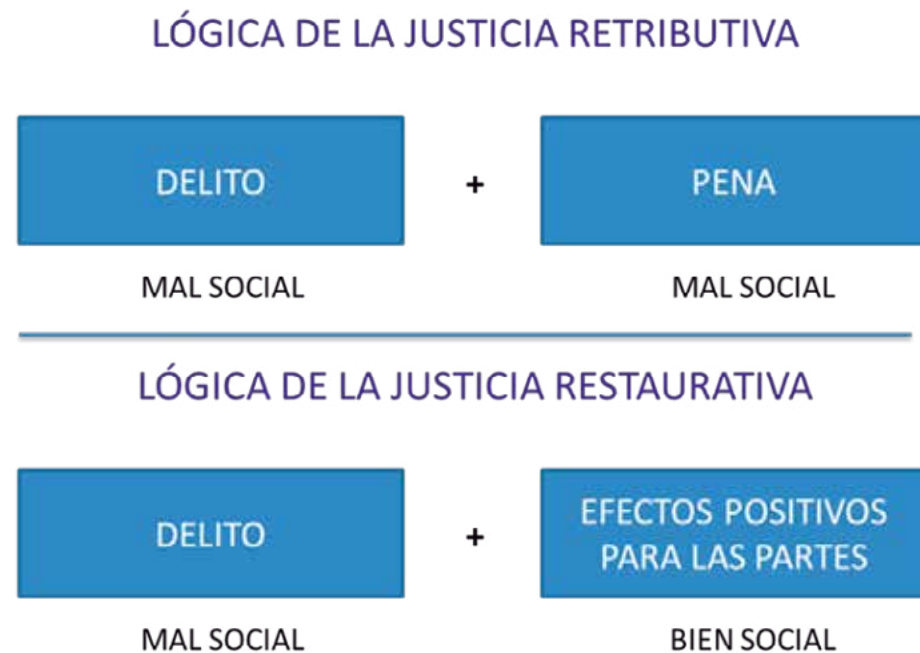 LÓGICA DE LA JUSTICIA RETRIBUTIVA
DELITO + PENA
MAL SOCIAL MAL SOCIAL
LÓGICA DE LA JUSTICIA RESTAURATIVA
DELITO + EFECTOS POSITIVOS
PARA LAS PARTES
MAL SOCIAL BIEN SOCIAL